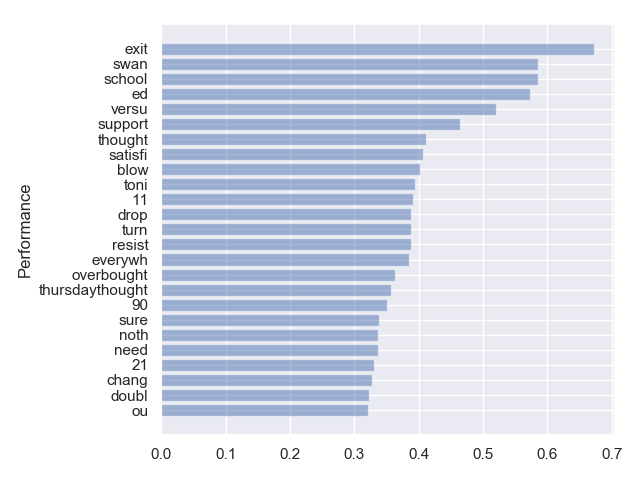 exit
swan
school
ed
versu
support
thought
satisfi
blow
toni
11
drop
turn
resist
everywh
overbought
thursdaythought
90
sure
noth
need
21
chang
doubl
ou
Performance
0.0 0.1 0.2 0.3 0.4 0.5 0.6 0.7